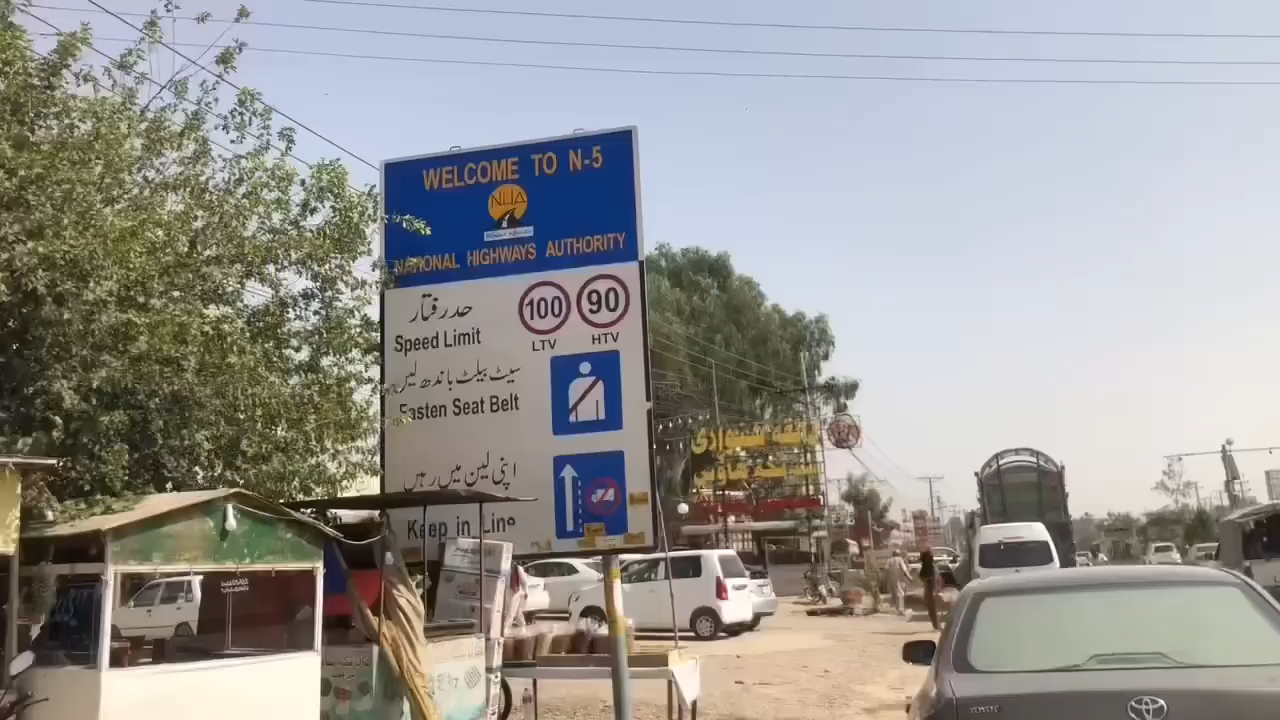 WELCOME TO N-5
NHA
NATIONAL HIGHWAYS AUTHORITY
حد رفتار
100 90
Speed Limit
LTV HTV
سیٹ بیلٹ باندھ لیں
Fasten Seat Belt
اپنی لین میں رہیں
Keep in Line